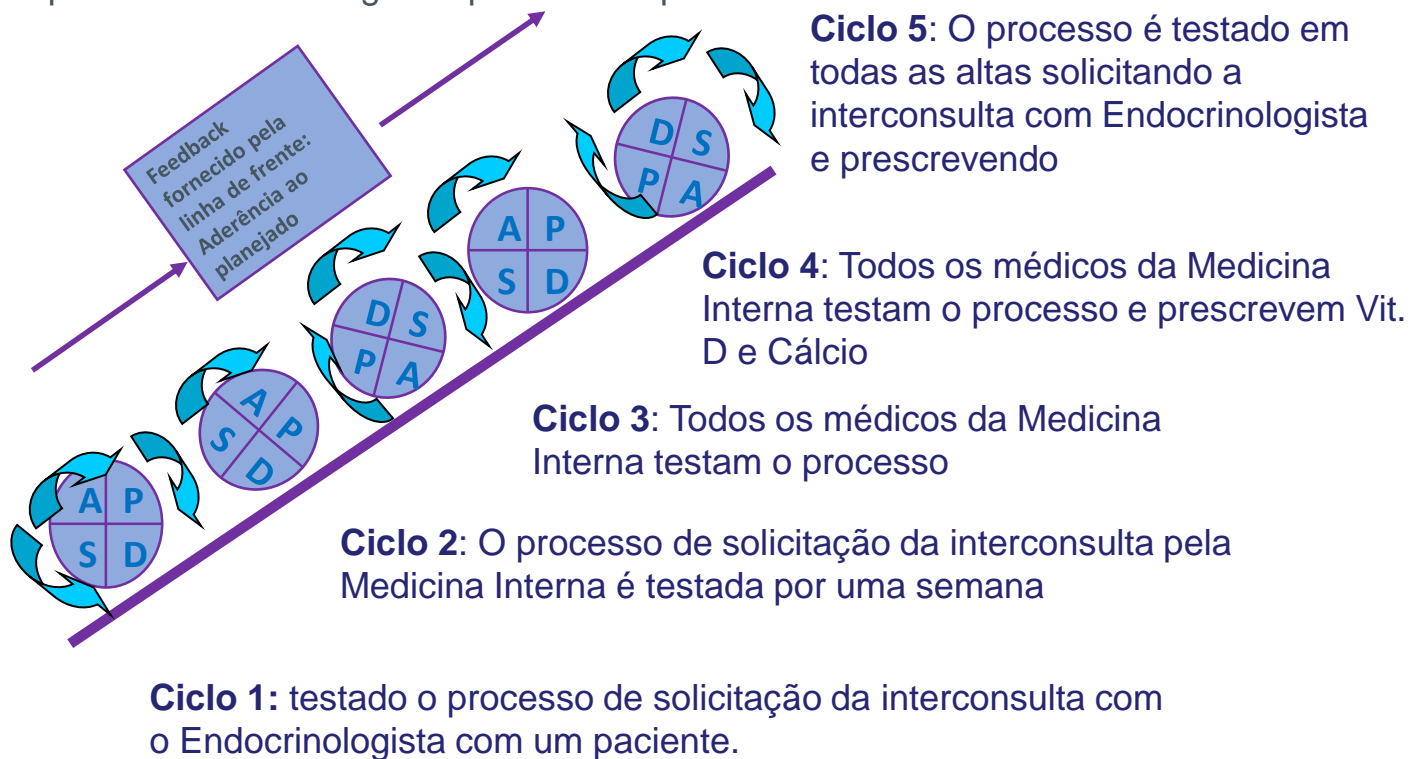 Ciclo 5: O processo é testado em
todas as altas solicitando a
interconsulta com Endocrinologista
e prescrevendo
Feedback
fornecido pela
linha de frente:
Aderência ao
planejado
D S
P A
A P
S D
Ciclo 4: Todos os médicos da Medicina
Interna testam o processo e prescrevem Vit.
D e Cálcio
D S
P A
Ciclo 3: Todos os médicos da Medicina
Interna testam o processo
A P
S D
A P
S D
Ciclo 2: O processo de solicitação da interconsulta pela
Medicina Interna é testada por uma semana
Ciclo 1: testado o processo de solicitação da interconsulta com
o Endocrinologista com um paciente.